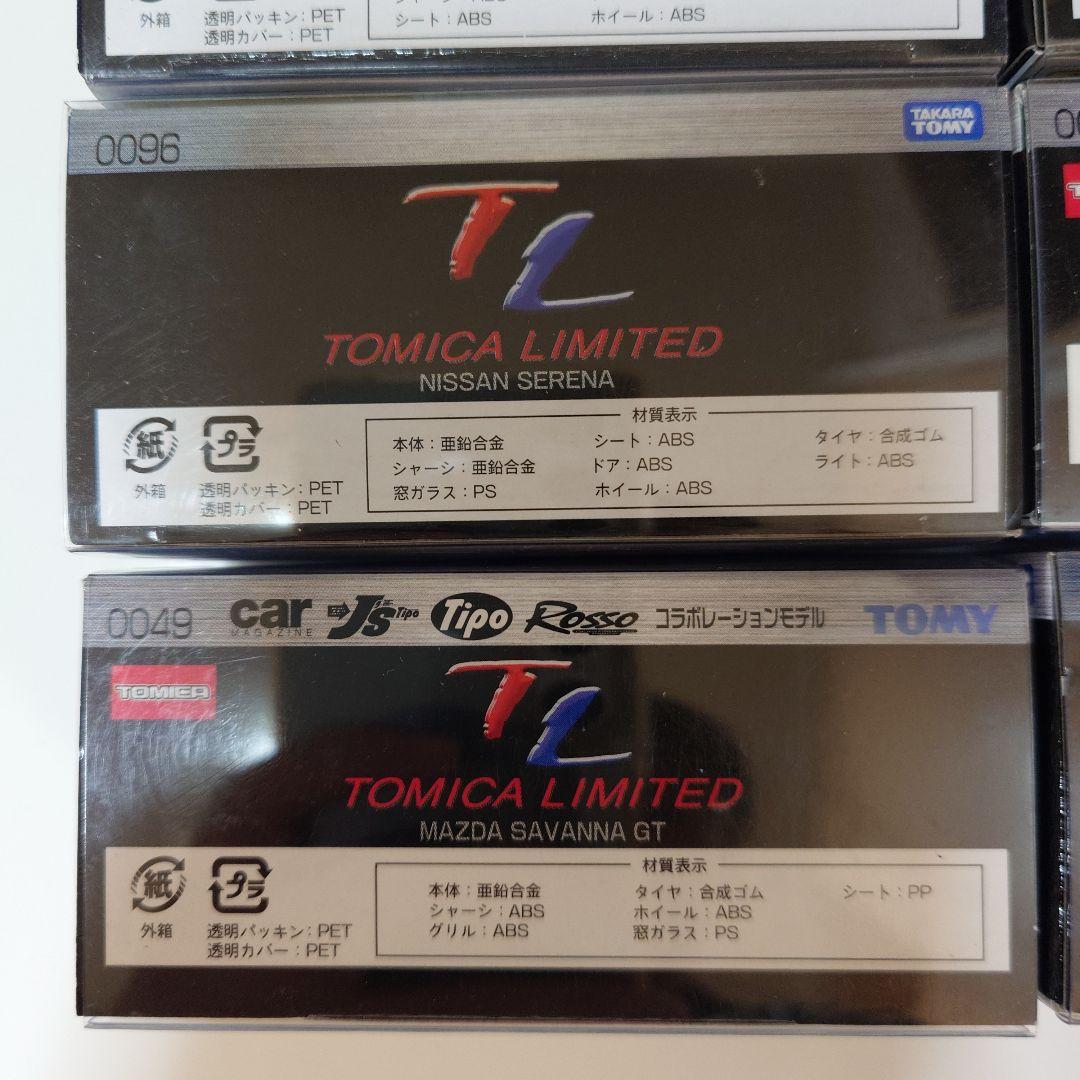 シート：ABS
ホイール：ABS
外箱
透明パッキン：PET
透明カバー：PET
0096
TAKARA TOMY
TL
TOMICA LIMITED
NISSAN SERENA
紙
プラ
外箱
透明パッキン：PET
透明カバー：PET
材質表示
本体：亜鉛合金
シート：ABS
タイヤ：合成ゴム
シャーシ：亜鉛合金
ドア：ABS
ライト：ABS
窓ガラス：PS
ホイール：ABS
0049
car MAGAZINE
J's Tipo
Tipo
Rosso
コラボレーションモデル
TOMY
TOMICA
TL
TOMICA LIMITED
MAZDA SAVANNA GT
紙
プラ
外箱
透明パッキン：PET
透明カバー：PET
材質表示
本体：亜鉛合金
タイヤ：合成ゴム
シート：PP
シャーシ：ABS
ホイール：ABS
グリル：ABS
窓ガラス：PS